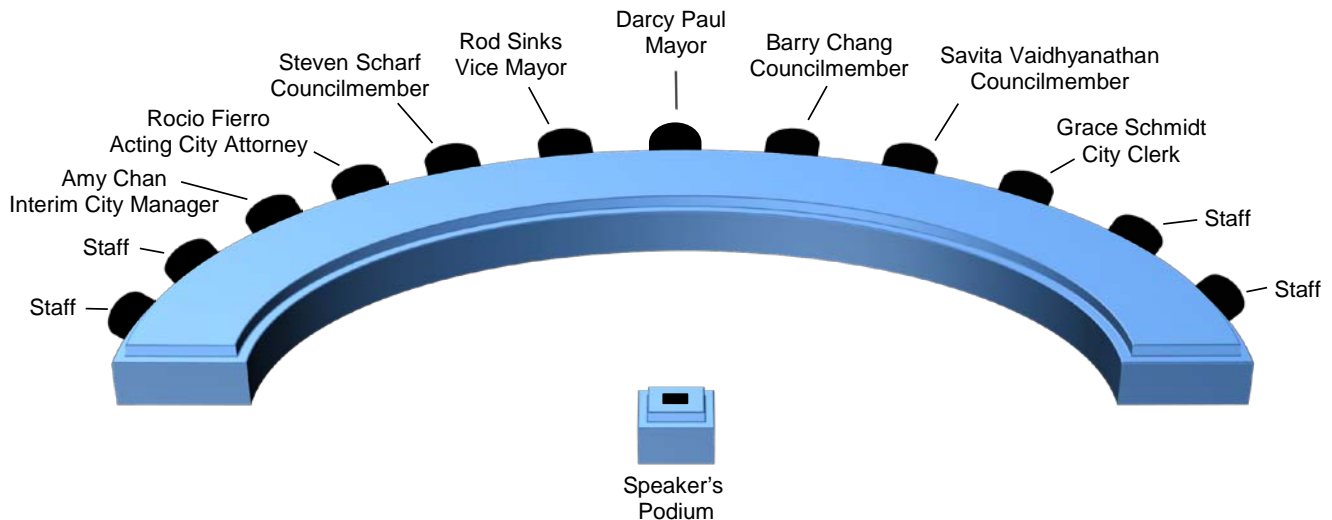 Darcy Paul
Mayor
Rod Sinks
Vice Mayor
Barry Chang
Councilmember
Steven Scharf
Councilmember
Savita Vaidhyanathan
Councilmember
Rocio Fierro
Acting City Attorney
Grace Schmidt
City Clerk
Amy Chan
Interim City Manager
Staff
Staff
Staff
Staff
Speaker's
Podium